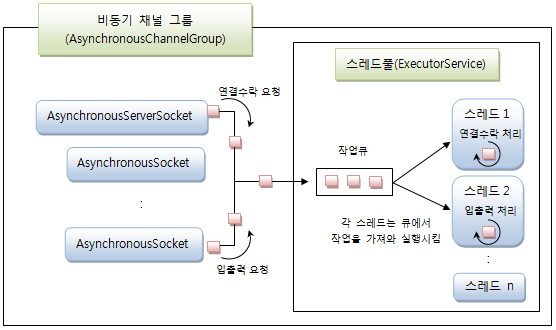 비동기 채널 그룹
(AsynchronousChannelGroup)
스레드풀(ExecutorService)
연결수락 요청
AsynchronousServerSocket
AsynchronousSocket
:
AsynchronousSocket
입출력 요청
작업큐
각 스레드는 큐에서
작업을 가져와 실행시킴
스레드 1
연결수락 처리
스레드 2
입출력 처리
:
스레드 n